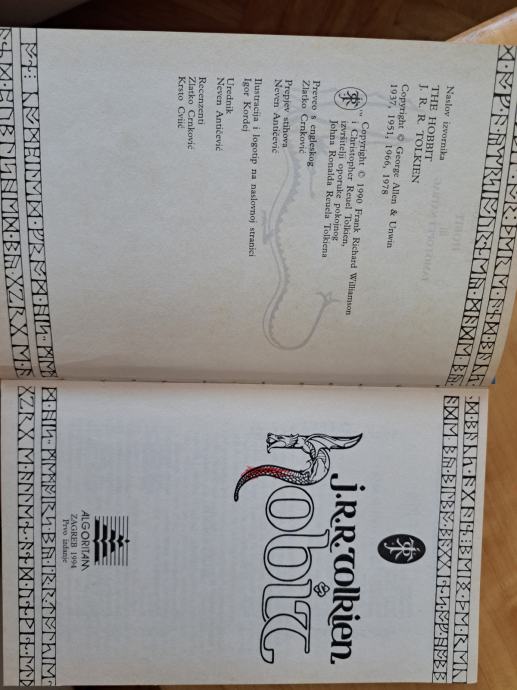 Naslov izvornika
THE HOBBIT
J. R. R. TOLKIEN
Copyright © George Allen & Unwin
1937, 1951, 1966, 1978
™ Copyright © 1990 Frank Richard Williamson
i Christopher Reuel Tolkien,
izvršitelji oporuke pokojnog
Johna Ronalda Reuela Tolkiena
Preveo s engleskog
Zlatko Crnković
Prepjev stihova
Neven Antičević
Ilustracija i logotip na naslovnoj stranici
Igor Kordej
Urednik
Neven Antičević
Recenzenti
Zlatko Crnković
Krsto Cviić
J.R.R. Tolkien
Hobit
ALGORITAM
ZAGREB 1994
Prvo izdanje